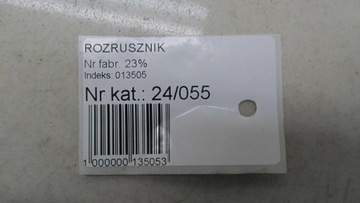 ROZRUSZNIK
Nr fabr. 23%
Indeks: 013505
Nr kat.: 24/055
1 000000 135053